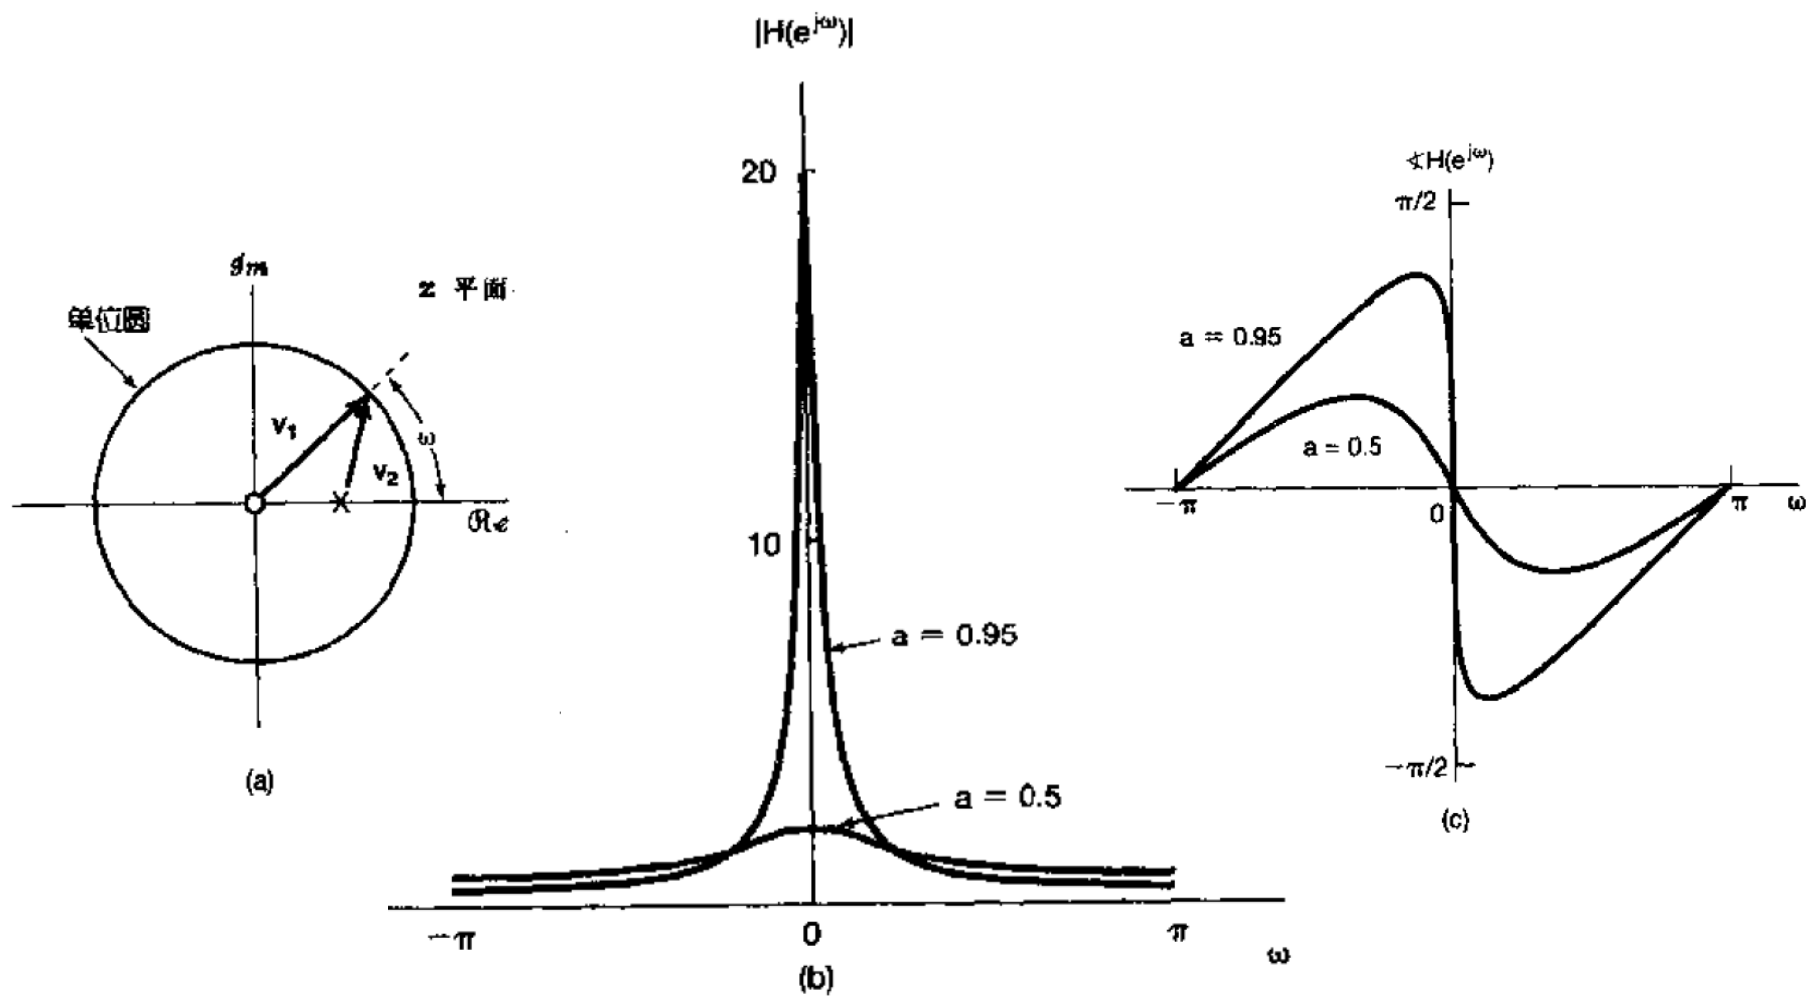 𝒥m
z 平面
单位圆
v₁
ω
v₂
ℛe
(a)
|H(e^{jω})|
20
10
a = 0.95
a = 0.5
−π
0
π
ω
(b)
∢H(e^{jω})
π/2
a = 0.95
a = 0.5
−π
0
π
ω
−π/2
(c)